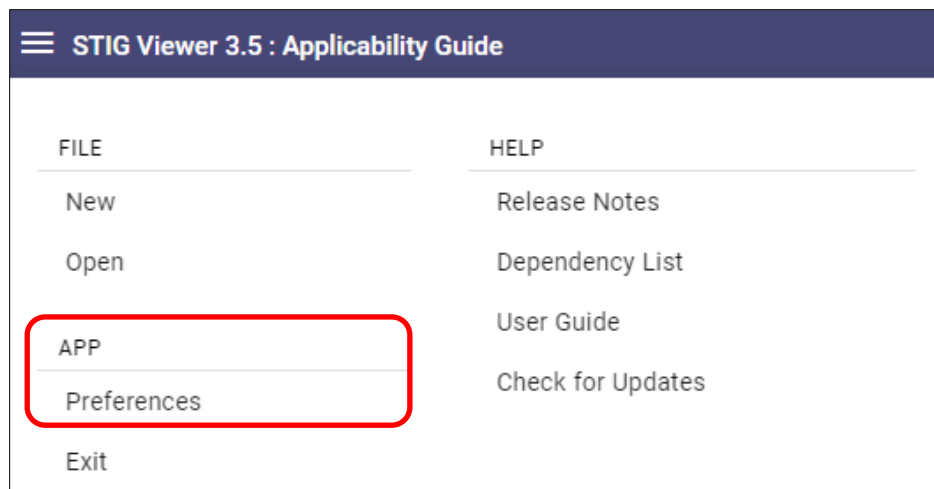 STIG Viewer 3.5 : Applicability Guide
FILE
New
Open
APP
Preferences
Exit
HELP
Release Notes
Dependency List
User Guide
Check for Updates